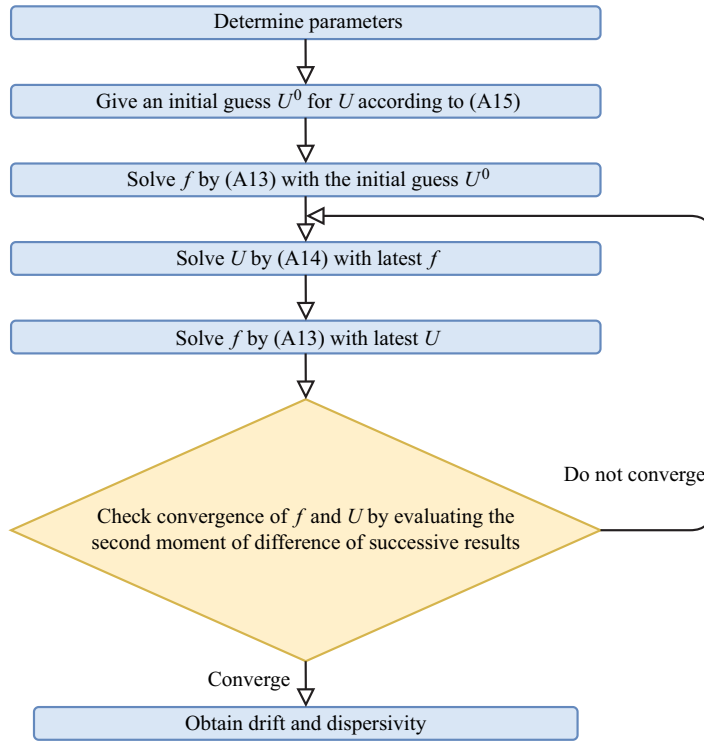 Determine parameters
Give an initial guess U⁰ for U according to (A15)
Solve f by (A13) with the initial guess U⁰
Solve U by (A14) with latest f
Solve f by (A13) with latest U
Do not converge
Check convergence of f and U by evaluating the
second moment of difference of successive results
Converge
Obtain drift and dispersivity